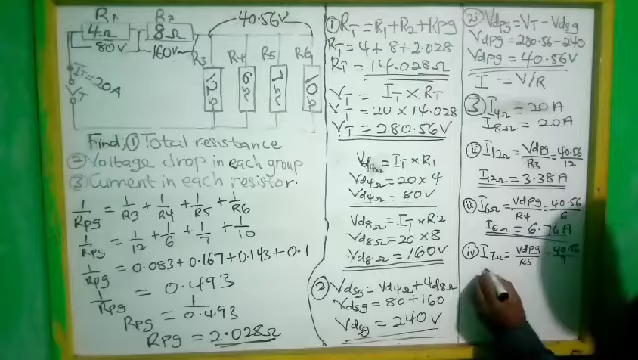 R1 R2 40.56V
4Ω 8Ω
80V 160V
R3 R4 R5 R6
IT=20A
12Ω 6Ω 7Ω 10Ω
VT
Find, ① Total resistance
② Voltage drop in each group
③ Current in each resistor.
1/Rpg = 1/R3 + 1/R4 + 1/R5 + 1/R6
1/Rpg = 1/12 + 1/6 + 1/7 + 1/10
1/Rpg = 0.083+0.167+0.143+0.1
1/Rpg = 0.493
Rpg = 1/0.493
Rpg = 2.028Ω
① RT = R1 + R2 + Rpg
RT = 4 + 8 + 2.028
RT = 14.028Ω
VT = IT x RT
VT = 20 x 14.028
VT = 280.56V
Vd4Ω = IT x R1
Vd4Ω = 20 x 4
Vd4Ω = 80V
Vd8Ω = IT x R2
Vd8Ω = 20 x 8
Vd8Ω = 160V
② Vdsg = Vd4Ω + Vd8Ω
Vdsg = 80 + 160
Vdsg = 240V
Vdpg = VT - Vdsg
Vdpg = 280.56 - 240
Vdpg = 40.56V
I = V/R
③ I4Ω = 20A
I8Ω = 20A
I12Ω = Vdpg/R3 = 40.56/12
I12Ω = 3.38A
I6Ω = Vdpg/R4 = 40.56/6
I6Ω = 6.76A
I7Ω = Vdpg/R5 = 40.56/7